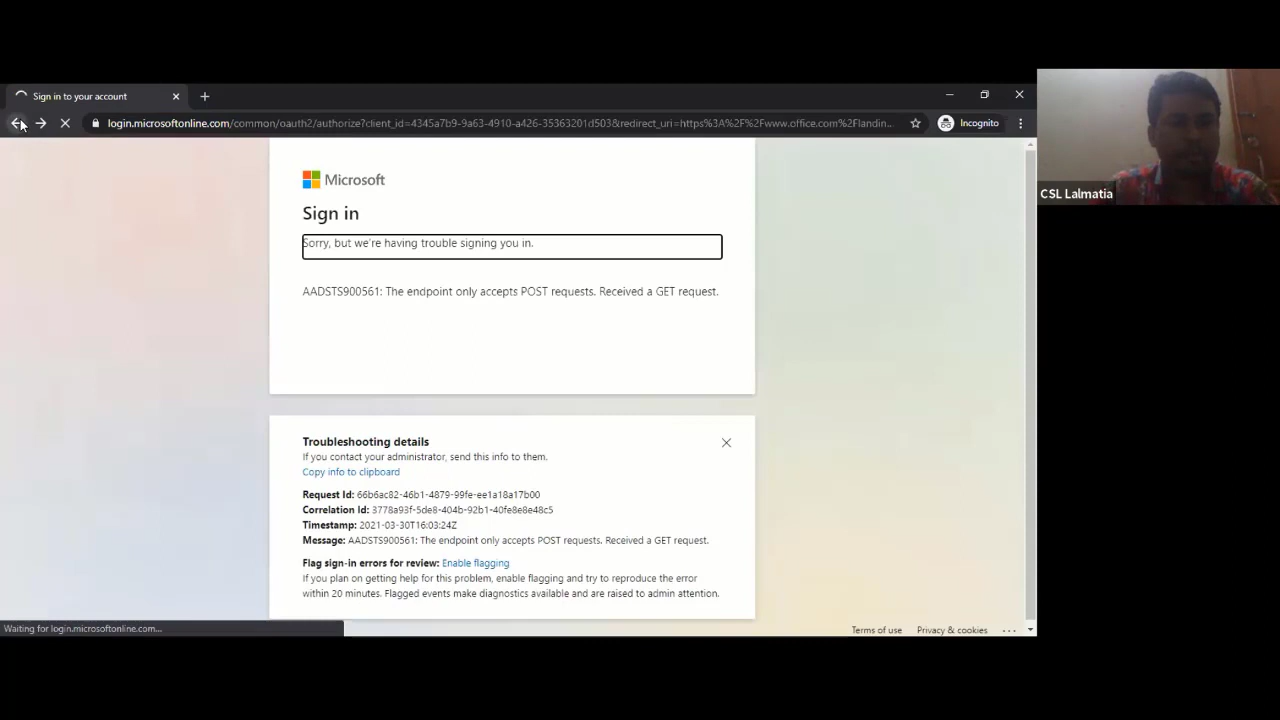 Sign in to your account
login.microsoftonline.com/common/oauth2/authorize?client_id=4345a7b9-9a63-4910-a426-35363201d503&redirect_uri=https%3A%2F%2Fwww.office.com%2Flandin...
Incognito
CSL Lalmatia
Microsoft
Sign in
Sorry, but we're having trouble signing you in.
AADSTS900561: The endpoint only accepts POST requests. Received a GET request.
Troubleshooting details
If you contact your administrator, send this info to them.
Copy info to clipboard
Request Id: 66b6ac82-46b1-4879-99fe-ee1a18a17b00
Correlation Id: 3778a93f-5de8-404b-92b1-40fe8e8e48c5
Timestamp: 2021-03-30T16:03:24Z
Message: AADSTS900561: The endpoint only accepts POST requests. Received a GET request.
Flag sign-in errors for review: Enable flagging
If you plan on getting help for this problem, enable flagging and try to reproduce the error
within 20 minutes. Flagged events make diagnostics available and are raised to admin attention.
Waiting for login.microsoftonline.com...
Terms of use Privacy & cookies ...